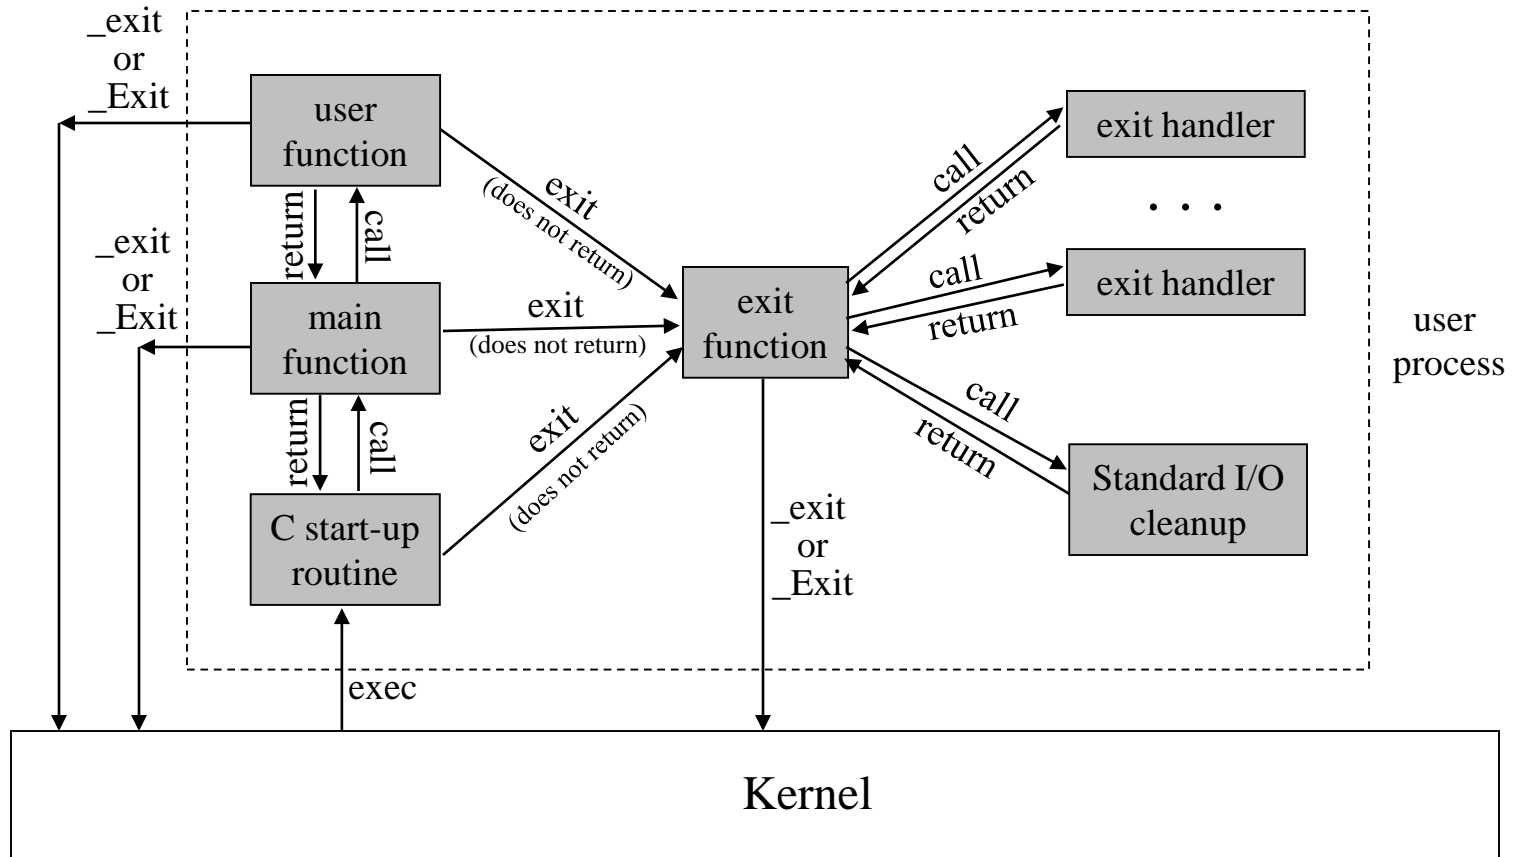 _exit
or
_Exit
user
function
exit
(does not return)
call
return
exit handler
. . .
return
call
_exit
or
_Exit
main
function
exit
(does not return)
exit
function
call
return
exit handler
user
process
return
call
exit
(does not return)
call
return
C start-up
routine
_exit
or
_Exit
Standard I/O
cleanup
exec
Kernel